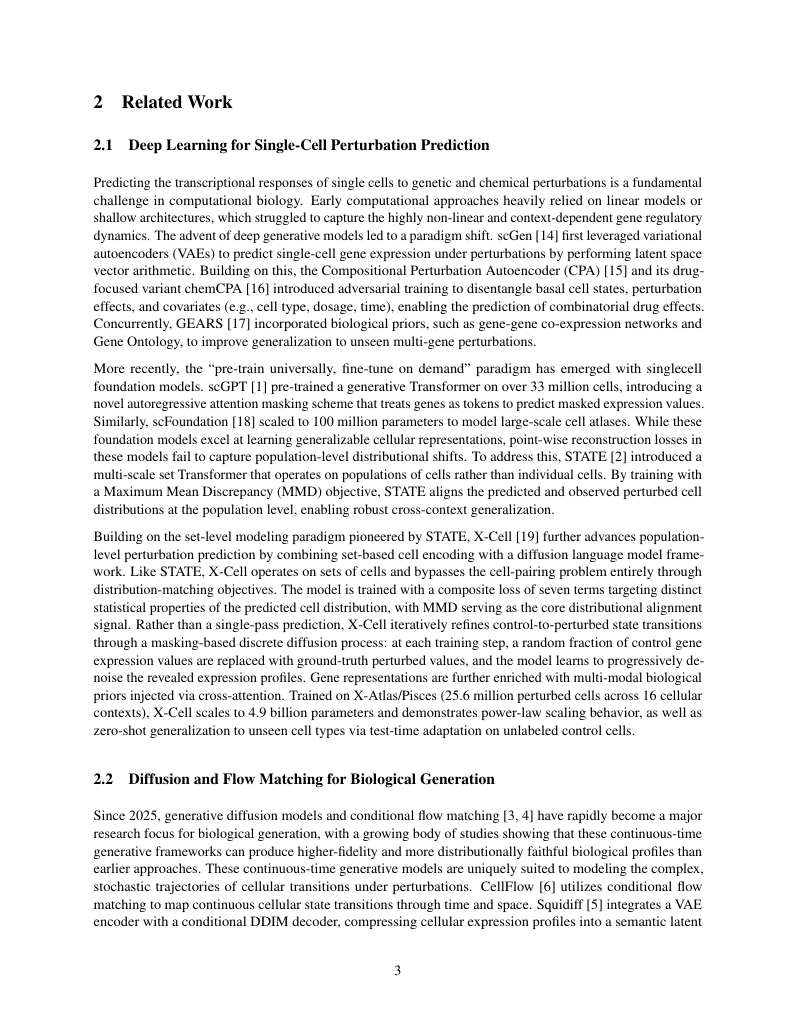 2 Related Work
2.1 Deep Learning for Single-Cell Perturbation Prediction
Predicting the transcriptional responses of single cells to genetic and chemical perturbations is a fundamental
challenge in computational biology. Early computational approaches heavily relied on linear models or
shallow architectures, which struggled to capture the highly non-linear and context-dependent gene regulatory
dynamics. The advent of deep generative models led to a paradigm shift. scGen [14] first leveraged variational
autoencoders (VAEs) to predict single-cell gene expression under perturbations by performing latent space
vector arithmetic. Building on this, the Compositional Perturbation Autoencoder (CPA) [15] and its drug-
focused variant chemCPA [16] introduced adversarial training to disentangle basal cell states, perturbation
effects, and covariates (e.g., cell type, dosage, time), enabling the prediction of combinatorial drug effects.
Concurrently, GEARS [17] incorporated biological priors, such as gene-gene co-expression networks and
Gene Ontology, to improve generalization to unseen multi-gene perturbations.
More recently, the “pre-train universally, fine-tune on demand” paradigm has emerged with singlecell
foundation models. scGPT [1] pre-trained a generative Transformer on over 33 million cells, introducing a
novel autoregressive attention masking scheme that treats genes as tokens to predict masked expression values.
Similarly, scFoundation [18] scaled to 100 million parameters to model large-scale cell atlases. While these
foundation models excel at learning generalizable cellular representations, point-wise reconstruction losses in
these models fail to capture population-level distributional shifts. To address this, STATE [2] introduced a
multi-scale set Transformer that operates on populations of cells rather than individual cells. By training with
a Maximum Mean Discrepancy (MMD) objective, STATE aligns the predicted and observed perturbed cell
distributions at the population level, enabling robust cross-context generalization.
Building on the set-level modeling paradigm pioneered by STATE, X-Cell [19] further advances population-
level perturbation prediction by combining set-based cell encoding with a diffusion language model frame-
work. Like STATE, X-Cell operates on sets of cells and bypasses the cell-pairing problem entirely through
distribution-matching objectives. The model is trained with a composite loss of seven terms targeting distinct
statistical properties of the predicted cell distribution, with MMD serving as the core distributional alignment
signal. Rather than a single-pass prediction, X-Cell iteratively refines control-to-perturbed state transitions
through a masking-based discrete diffusion process: at each training step, a random fraction of control gene
expression values are replaced with ground-truth perturbed values, and the model learns to progressively de-
noise the revealed expression profiles. Gene representations are further enriched with multi-modal biological
priors injected via cross-attention. Trained on X-Atlas/Pisces (25.6 million perturbed cells across 16 cellular
contexts), X-Cell scales to 4.9 billion parameters and demonstrates power-law scaling behavior, as well as
zero-shot generalization to unseen cell types via test-time adaptation on unlabeled control cells.
2.2 Diffusion and Flow Matching for Biological Generation
Since 2025, generative diffusion models and conditional flow matching [3, 4] have rapidly become a major
research focus for biological generation, with a growing body of studies showing that these continuous-time
generative frameworks can produce higher-fidelity and more distributionally faithful biological profiles than
earlier approaches. These continuous-time generative models are uniquely suited to modeling the complex,
stochastic trajectories of cellular transitions under perturbations. CellFlow [6] utilizes conditional flow
matching to map continuous cellular state transitions through time and space. Squidiff [5] integrates a VAE
encoder with a conditional DDIM decoder, compressing cellular expression profiles into a semantic latent
3